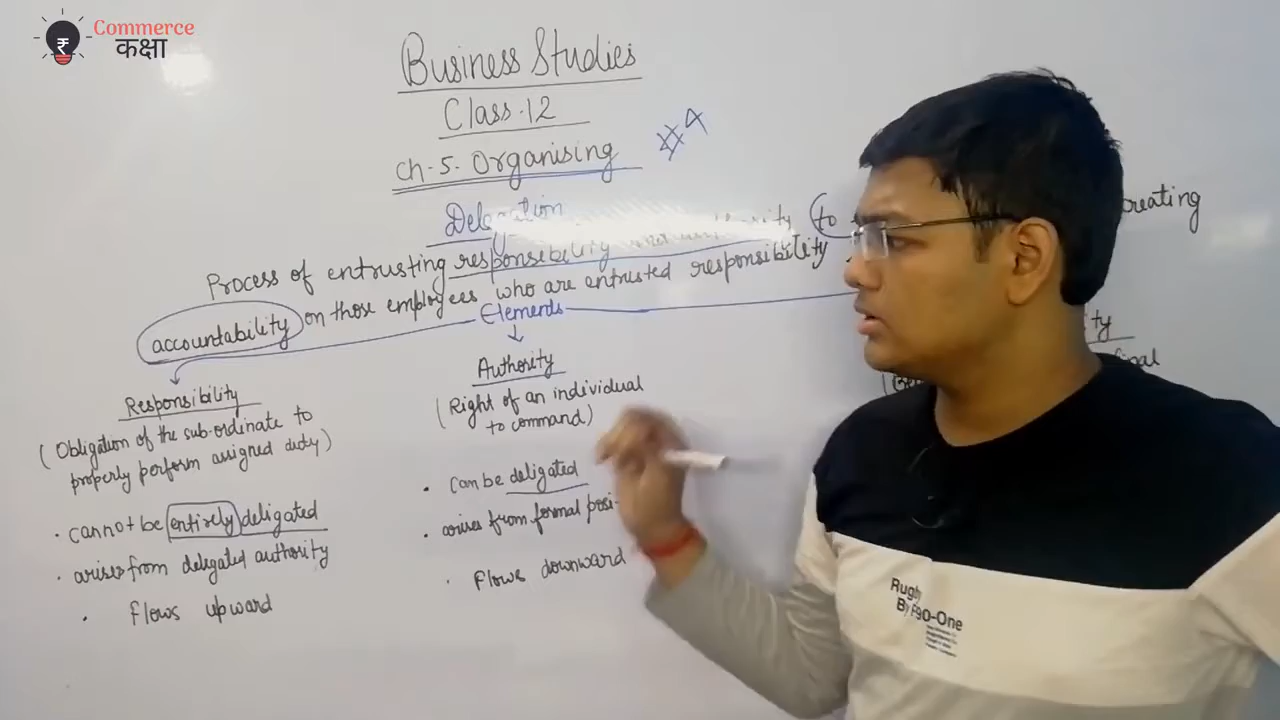 Commerce
कक्षा
Business Studies
Class-12
Ch-5- Organising
#4
Delegation
Process of entrusting responsibility authority to creating
accountability on those employees who are entrusted responsibility
Elements
Responsibility
(Obligation of the sub-ordinate to
properly perform assigned duty)
• cannot be entirely deligated
• arises from delegated authority
• flows upward
Authority
(Right of an individual
to command)
• Can be deligated
• arises from formal posi-
• Flows downward
Rugby